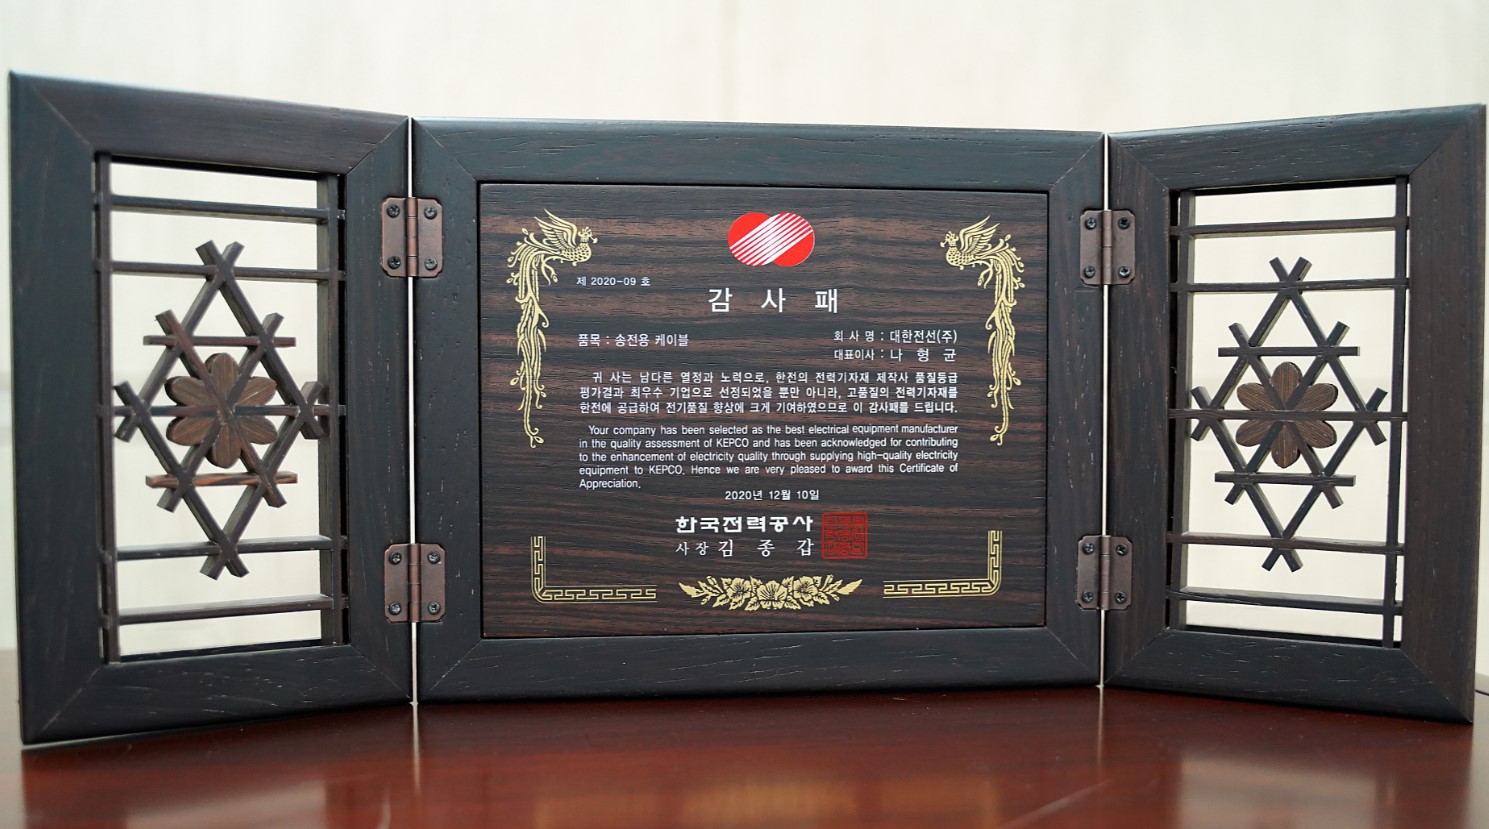 제 2020-09 호
감 사 패
품목 : 송전용 케이블
회 사 명 : 대한전선(주)
대표이사 : 나 형 균
귀 사는 남다른 열정과 노력으로, 한전의 전력기자재 제작사 품질등급
평가결과 최우수 기업으로 선정되었을 뿐만 아니라, 고품질의 전력기자재를
한전에 공급하여 전기품질 향상에 크게 기여하였으므로 이 감사패를 드립니다.
Your company has been selected as the best electrical equipment manufacturer
in the quality assessment of KEPCO and has been acknowledged for contributing
to the enhancement of electricity quality through supplying high-quality electricity
equipment to KEPCO. Hence we are very pleased to award this Certificate of
Appreciation.
2020년 12월 10일
한국전력공사
사장 김 종 갑